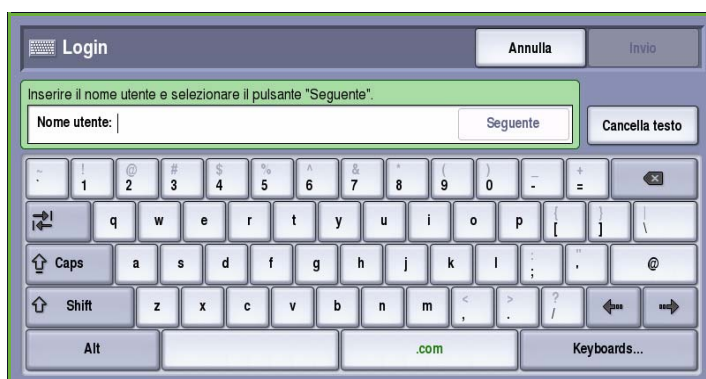 Login Annulla Invio
Inserire il nome utente e selezionare il pulsante "Seguente".
Nome utente: Seguente Cancella testo
~ ! @ # $ % ^ & * ( ) _ +
` 1 2 3 4 5 6 7 8 9 0 - =
q w e r t y u i o p { [ } ] | \
Caps a s d f g h j k l : ; " ' @
Shift z x c v b n m < , > . ? /
Alt .com Keyboards...